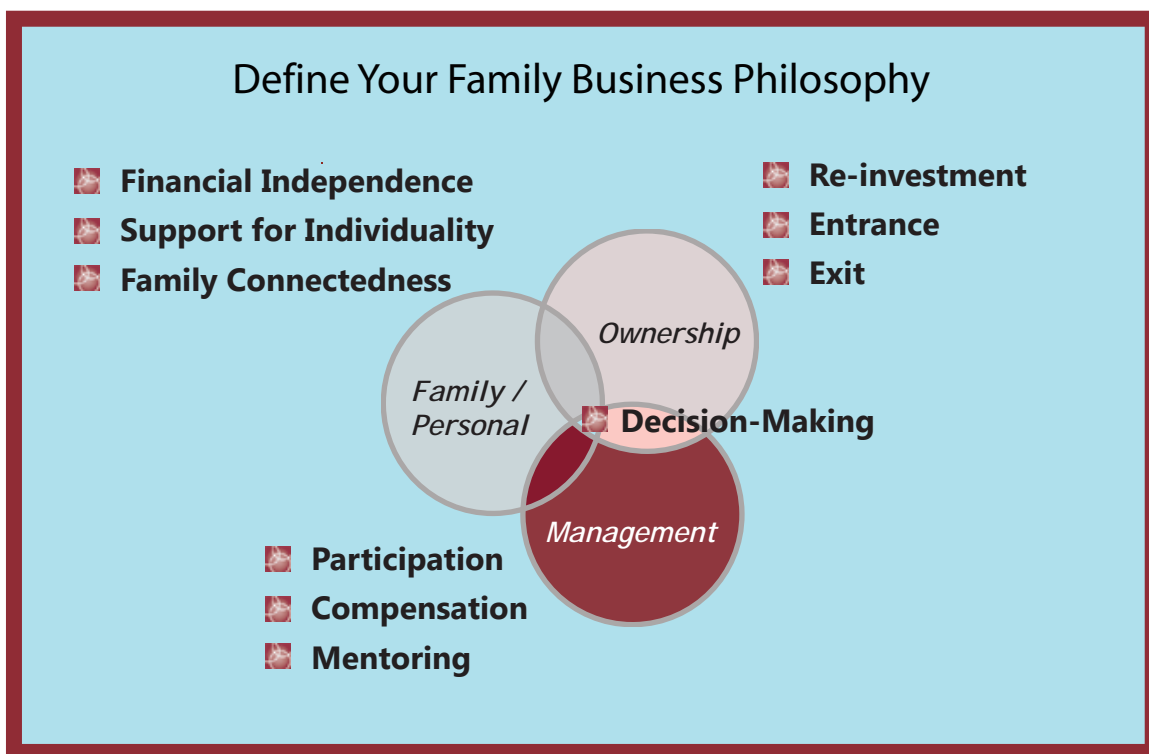 Define Your Family Business Philosophy
Financial Independence
Support for Individuality
Family Connectedness
Re-investment
Entrance
Exit
Ownership
Family /
Personal
Decision-Making
Management
Participation
Compensation
Mentoring